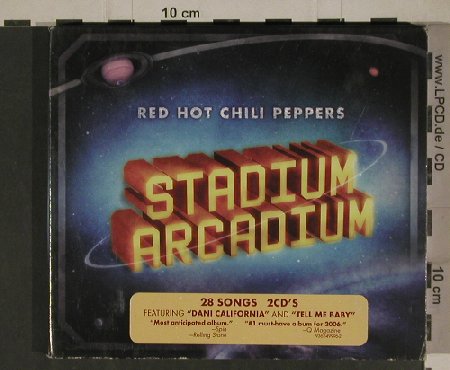 10 cm
RED HOT CHILI PEPPERS
STADIUM
ARCADIUM
28 SONGS 2CD'S
FEATURING "DANI CALIFORNIA" AND "TELL ME BABY"
"Most anticipated album." "#1 must-have album for 2006."
—Spin —Q Magazine
—Rolling Stone
www.LPCD.de / CD
10 cm